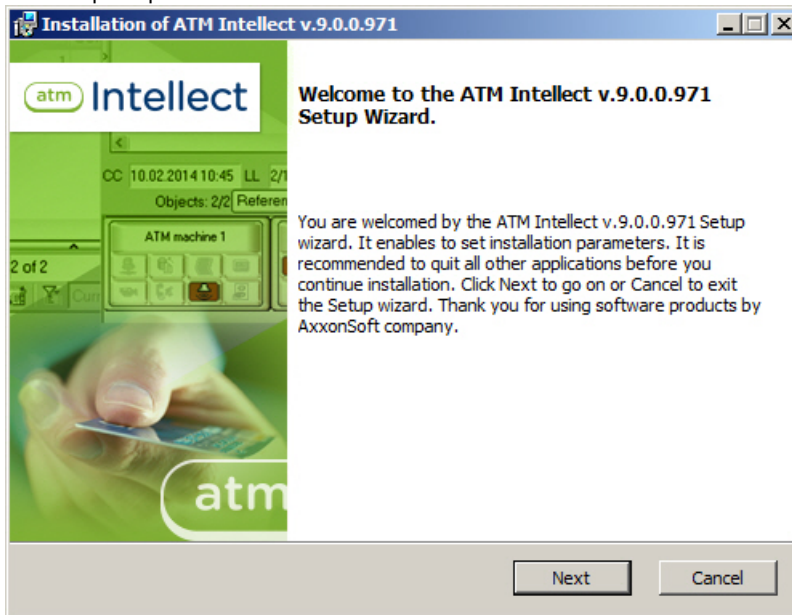 Installation of ATM Intellect v.9.0.0.971
atm Intellect
Welcome to the ATM Intellect v.9.0.0.971
Setup Wizard.
CC 10.02.2014 10:45 LL 2/1
Objects: 2/2 Referen
ATM machine 1
2 of 2
Curr
You are welcomed by the ATM Intellect v.9.0.0.971 Setup
wizard. It enables to set installation parameters. It is
recommended to quit all other applications before you
continue installation. Click Next to go on or Cancel to exit
the Setup wizard. Thank you for using software products by
AxxonSoft company.
atm
Next Cancel